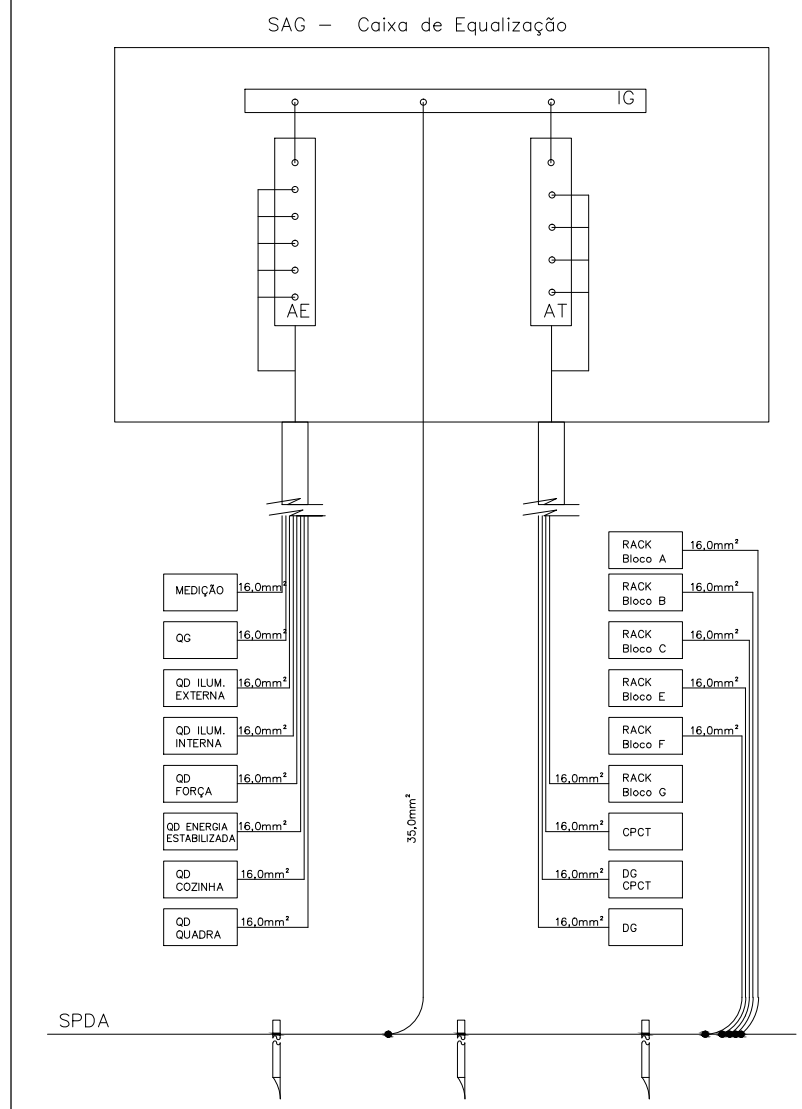 SAG - Caixa de Equalização
IG
AE
AT
MEDIÇÃO
16,0mm²
QG
16,0mm²
QD ILUM.
EXTERNA
16,0mm²
QD ILUM.
INTERNA
16,0mm²
QD
FORÇA
16,0mm²
QD ENERGIA
ESTABILIZADA
16,0mm²
QD
COZINHA
16,0mm²
QD
QUADRA
16,0mm²
35,0mm²
RACK
Bloco A
16,0mm²
RACK
Bloco B
16,0mm²
RACK
Bloco C
16,0mm²
RACK
Bloco E
16,0mm²
RACK
Bloco F
16,0mm²
16,0mm²
RACK
Bloco G
16,0mm²
CPCT
16,0mm²
DG
CPCT
16,0mm²
DG
SPDA